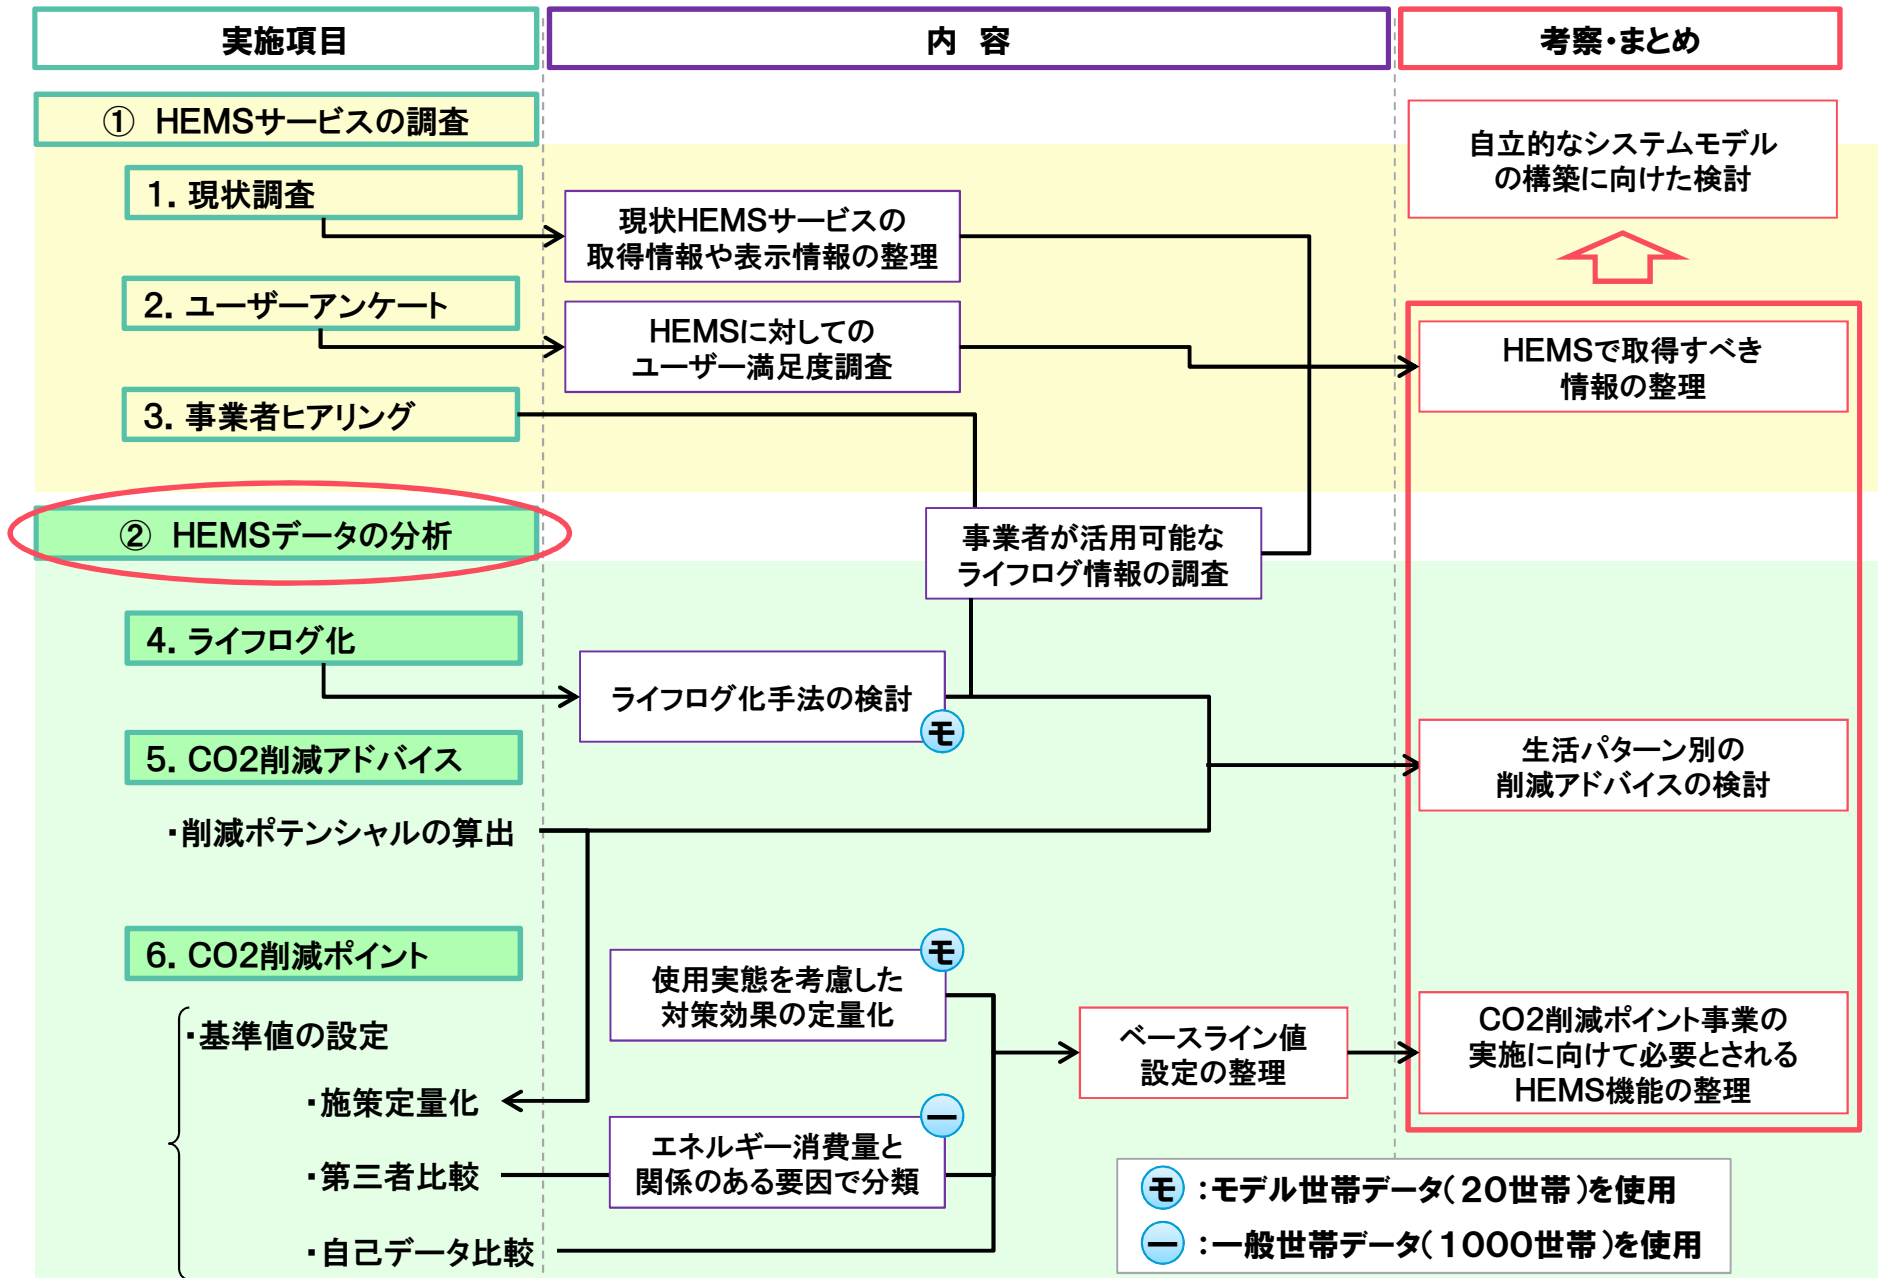 実施項目
内 容
考察・まとめ
① HEMSサービスの調査
自立的なシステムモデル
の構築に向けた検討
1. 現状調査
現状HEMSサービスの
取得情報や表示情報の整理
2. ユーザーアンケート
HEMSに対しての
ユーザー満足度調査
HEMSで取得すべき
情報の整理
3. 事業者ヒアリング
② HEMSデータの分析
事業者が活用可能な
ライフログ情報の調査
4. ライフログ化
ライフログ化手法の検討
モ
5. CO2削減アドバイス
生活パターン別の
削減アドバイスの検討
・削減ポテンシャルの算出
6. CO2削減ポイント
モ
使用実態を考慮した
対策効果の定量化
・基準値の設定
ベースライン値
設定の整理
CO2削減ポイント事業の
実施に向けて必要とされる
HEMS機能の整理
・施策定量化
一
エネルギー消費量と
関係のある要因で分類
・第三者比較
・自己データ比較
モ:モデル世帯データ(20世帯)を使用
一:一般世帯データ(1000世帯)を使用